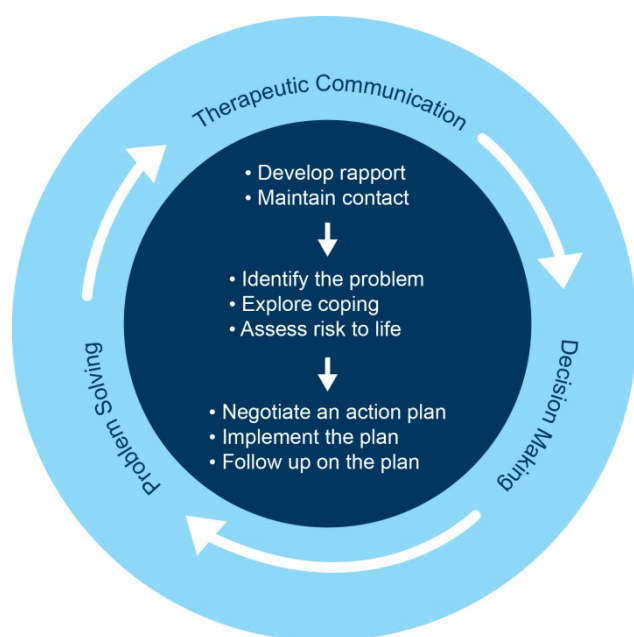 Therapeutic Communication
• Develop rapport
• Maintain contact
• Identify the problem
• Explore coping
• Assess risk to life
• Negotiate an action plan
• Implement the plan
• Follow up on the plan
Decision Making
Problem Solving